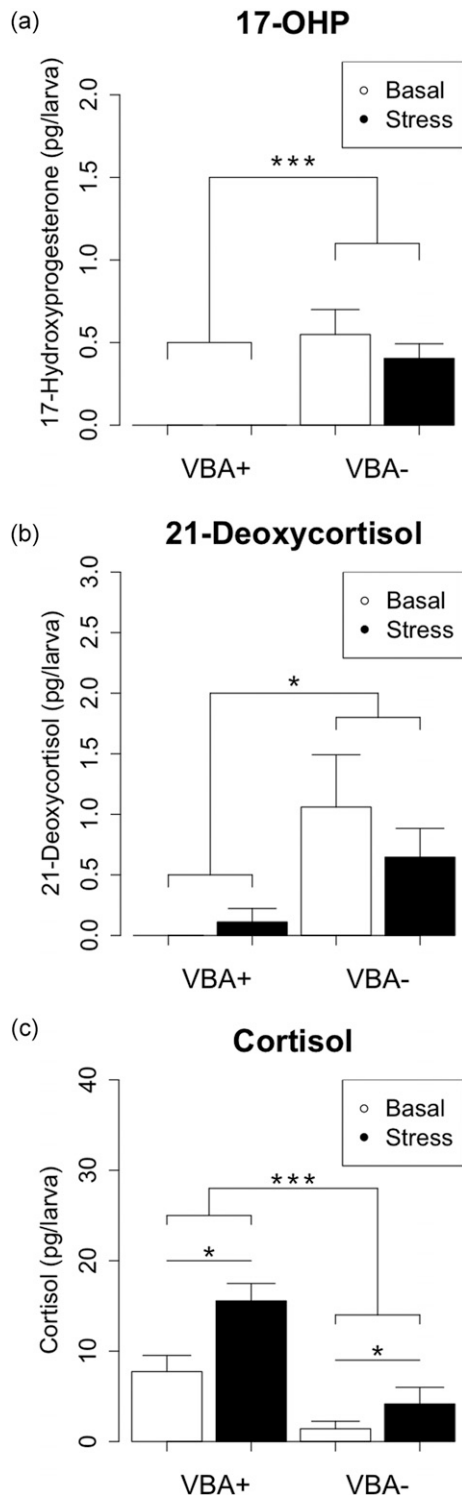 (a)
17-OHP
17-Hydroxyprogesterone (pg/larva)
2.0
1.5
1.0
0.5
0.0
Basal
Stress
***
VBA+ VBA-
(b)
21-Deoxycortisol
21-Deoxycortisol (pg/larva)
3.0
2.5
2.0
1.5
1.0
0.5
0.0
Basal
Stress
*
VBA+ VBA-
(c)
Cortisol
Cortisol (pg/larva)
40
30
20
10
0
Basal
Stress
***
*
*
VBA+ VBA-